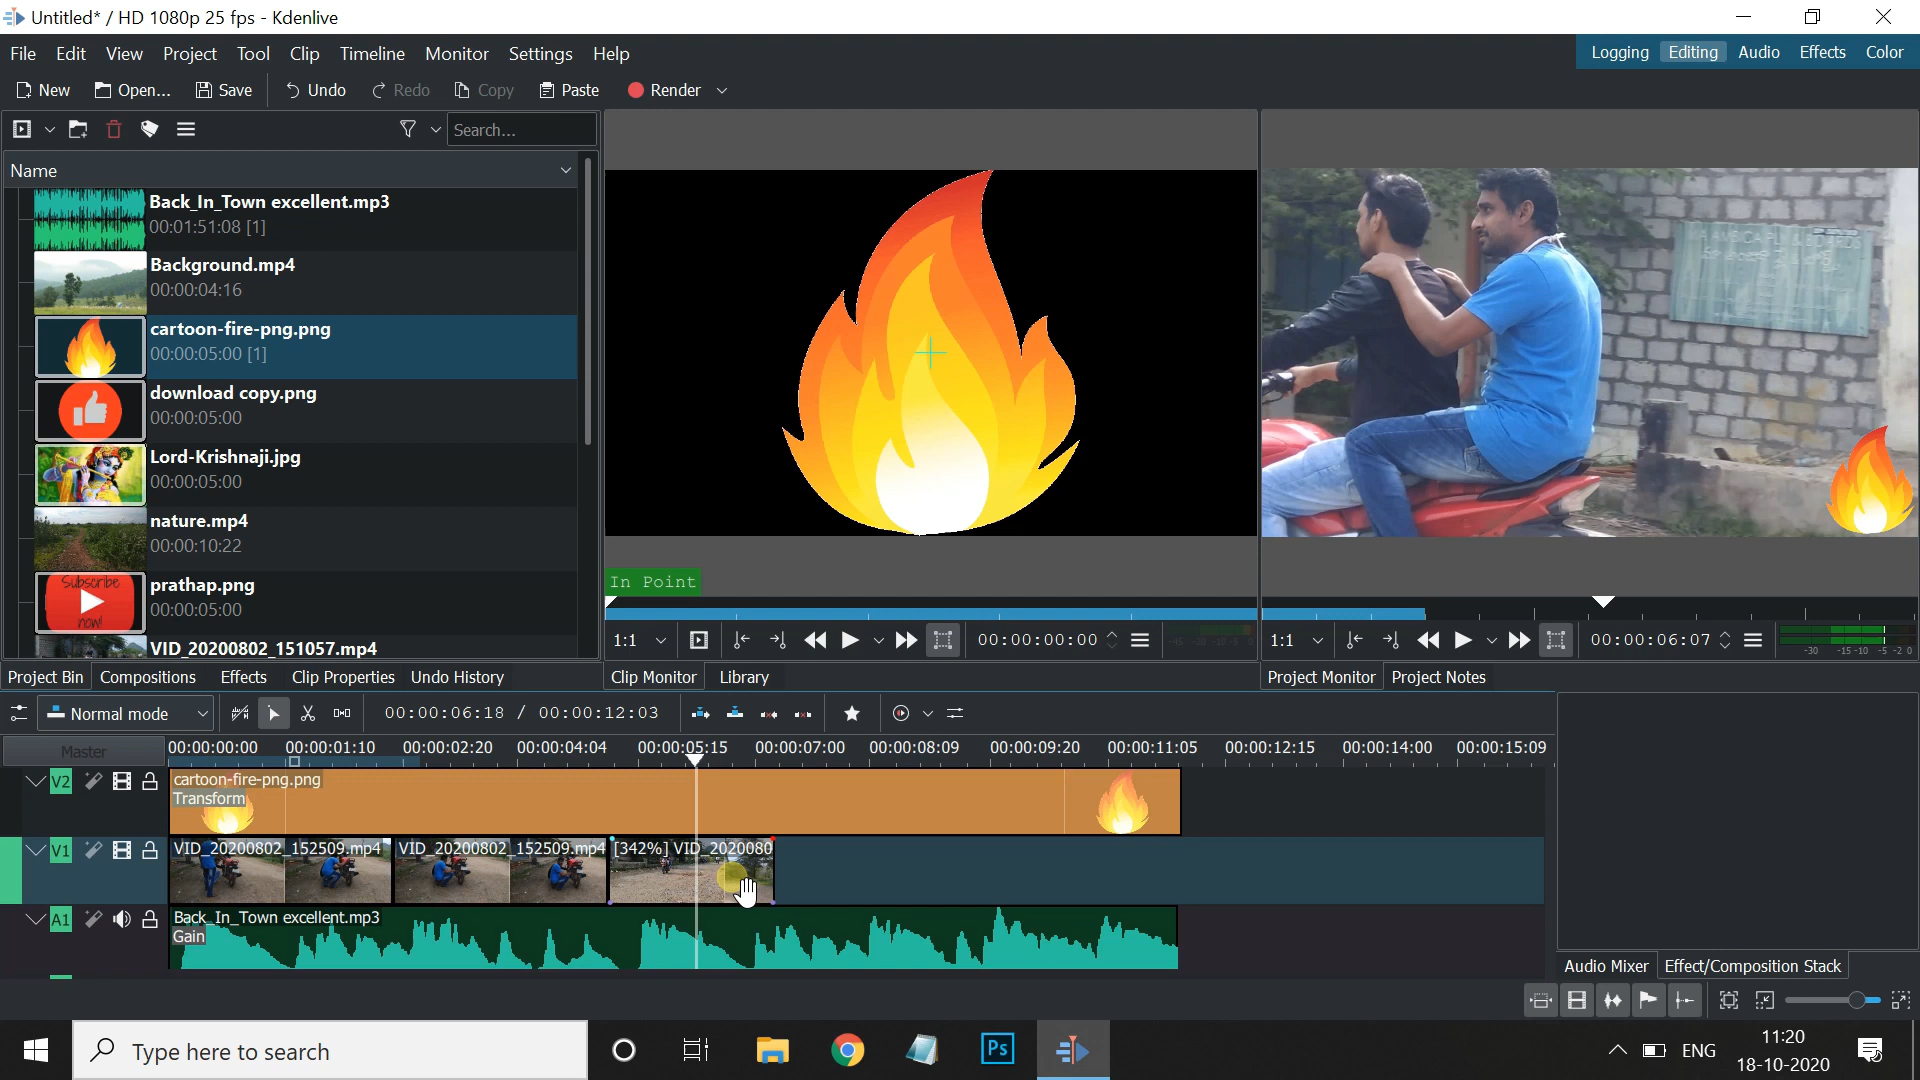 Untitled* / HD 1080p 25 fps - Kdenlive
File Edit View Project Tool Clip Timeline Monitor Settings Help
Logging Editing Audio Effects Color
New Open... Save Undo Redo Copy Paste Render
Search...
Name
Back_In_Town excellent.mp3
00:01:51:08 [1]
Background.mp4
00:00:04:16
cartoon-fire-png.png
00:00:05:00 [1]
download copy.png
00:00:05:00
Lord-Krishnaji.jpg
00:00:05:00
nature.mp4
00:00:10:22
Subscribe
now!
prathap.png
00:00:05:00
VID_20200802_151057.mp4
In Point
1:1 00:00:00:00
1:1 00:00:06:07 -30 -15 -10 -5 -2 0
Project Bin Compositions Effects Clip Properties Undo History
Clip Monitor Library
Project Monitor Project Notes
Normal mode 00:00:06:18 / 00:00:12:03
Master 00:00:00:00 00:00:01:10 00:00:02:20 00:00:04:04 00:00:05:15 00:00:07:00 00:00:08:09 00:00:09:20 00:00:11:05 00:00:12:15 00:00:14:00 00:00:15:09
V2 cartoon-fire-png.png
Transform
V1 VID_20200802_152509.mp4 VID_20200802_152509.mp4 [342%] VID_2020080
A1 Back_In_Town excellent.mp3
Gain
Audio Mixer Effect/Composition Stack
Type here to search
Ps
ENG
11:20
18-10-2020